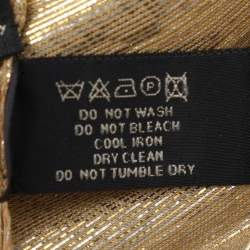 DO NOT WASH
DO NOT BLEACH
COOL IRON
DRY CLEAN
DO NOT TUMBLE DRY